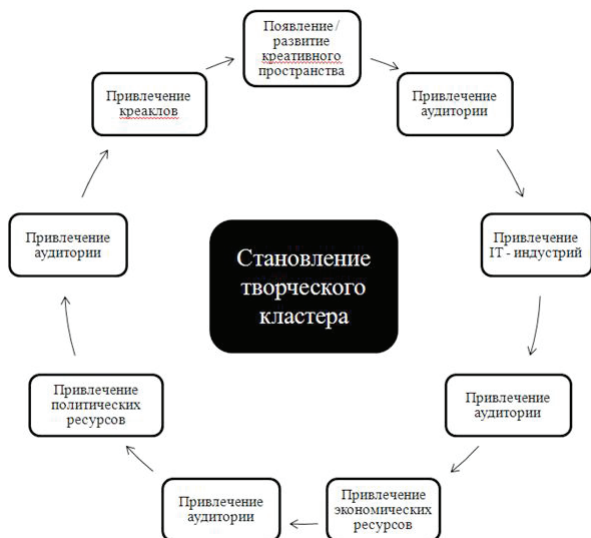 Появление /
развитие
креативного
пространства
Привлечение
аудитории
Привлечение
IT - индустрий
Привлечение
аудитории
Привлечение
экономических
ресурсов
Привлечение
аудитории
Привлечение
политических
ресурсов
Привлечение
аудитории
Привлечение
креаклов
Становление
творческого
кластера